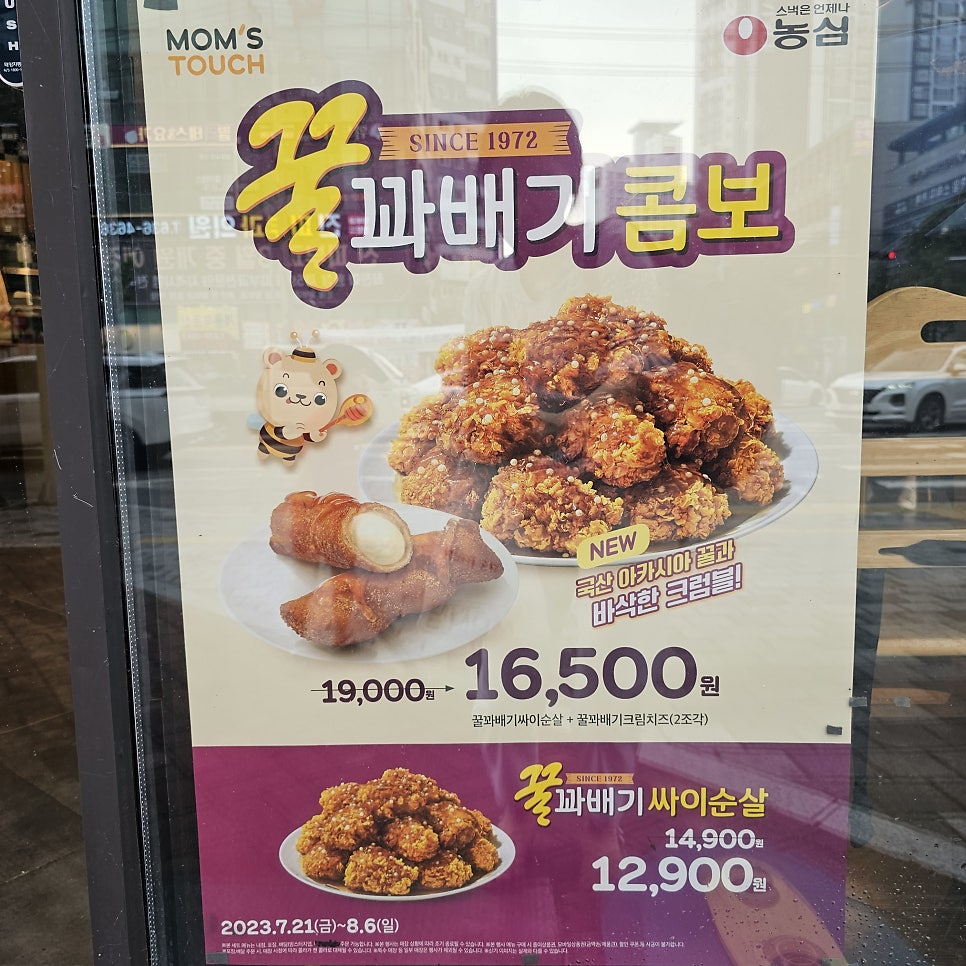 MOM'S
TOUCH
스낵은 언제나
농심
SINCE 1972
꿀꽈배기콤보
NEW
국산 아카시아 꿀과
바삭한 크럼블!
19,000원
16,500원
꿀꽈배기싸이순살 + 꿀꽈배기크림치즈(2조각)
SINCE 1972
꿀꽈배기싸이순살
14,900원
12,900원
2023.7.21(금)~8.6(일)